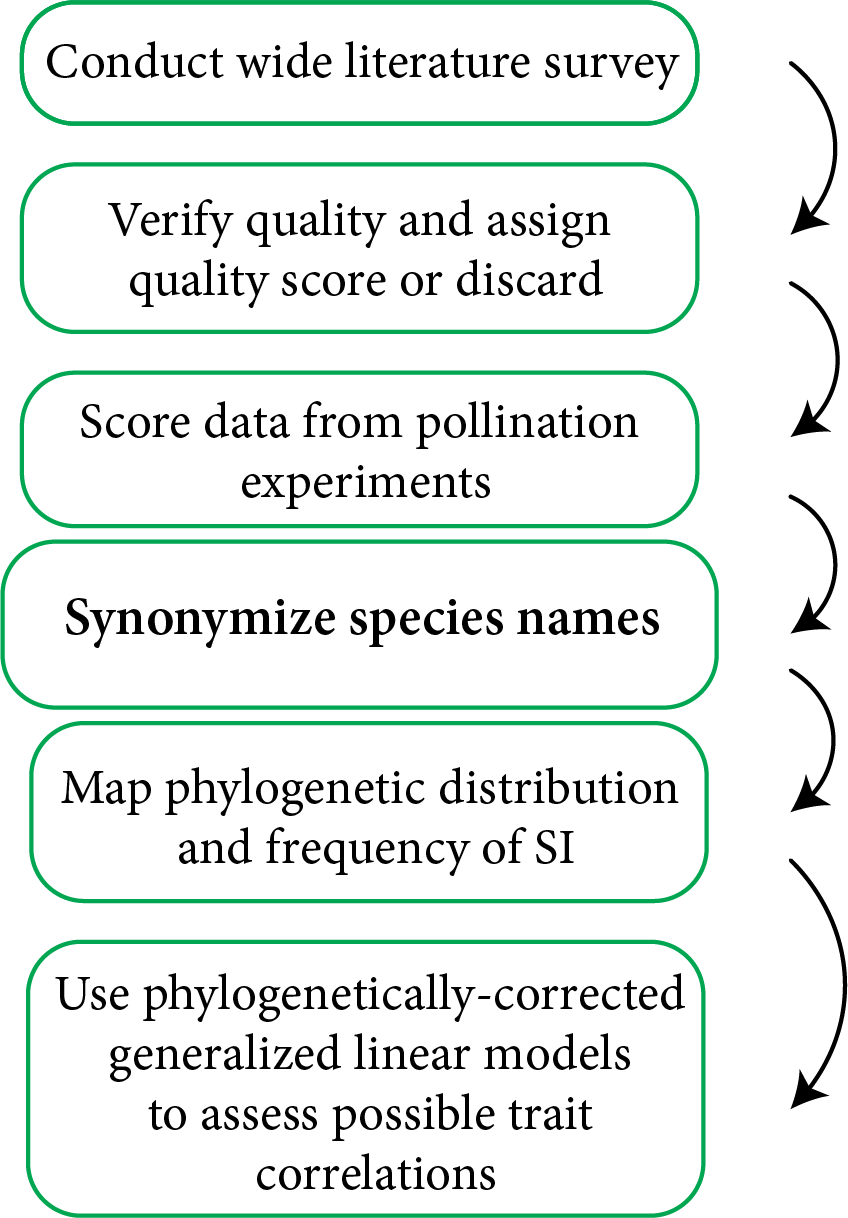 Conduct wide literature survey
Verify quality and assign
quality score or discard
Score data from pollination
experiments
Synonymize species names
Map phylogenetic distribution
and frequency of SI
Use phylogenetically-corrected
generalized linear models
to assess possible trait
correlations